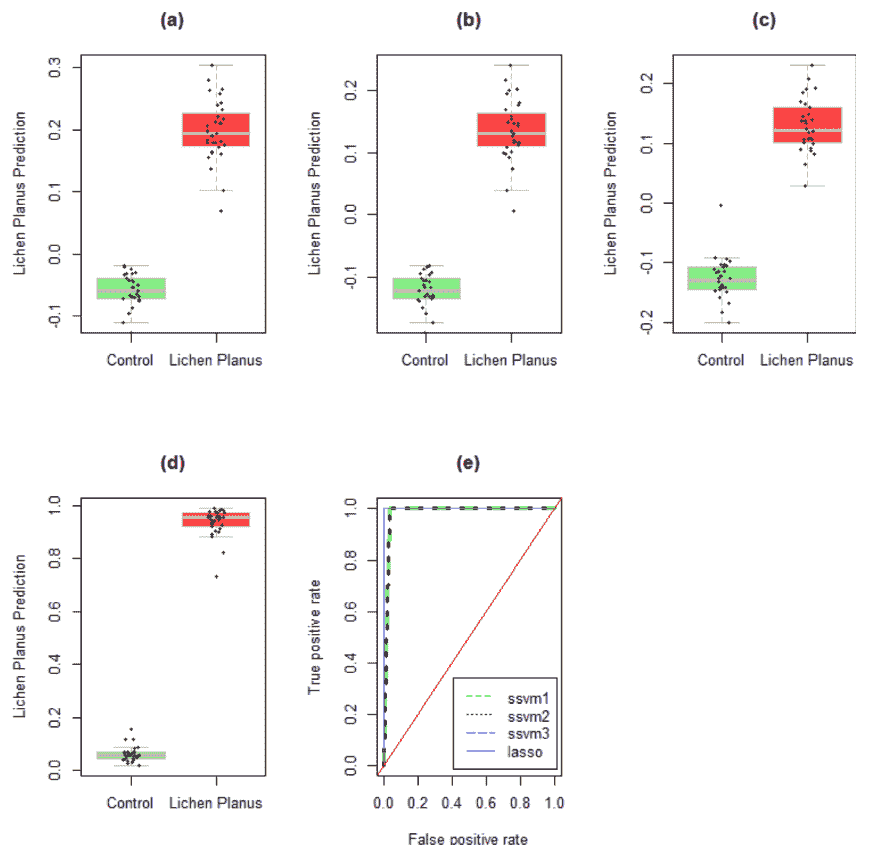 (a)
Lichen Planus Prediction
0.3
0.2
0.1
0.0
-0.1
Control
Lichen Planus
(b)
Lichen Planus Prediction
0.2
0.1
0.0
-0.1
Control
Lichen Planus
(c)
Lichen Planus Prediction
0.2
0.1
0.0
-0.1
-0.2
Control
Lichen Planus
(d)
Lichen Planus Prediction
1.0
0.8
0.6
0.4
0.2
0.0
Control
Lichen Planus
(e)
True positive rate
1.0
0.8
0.6
0.4
0.2
0.0
ssvm1
ssvm2
ssvm3
lasso
0.0 0.2 0.4 0.6 0.8 1.0
False positive rate